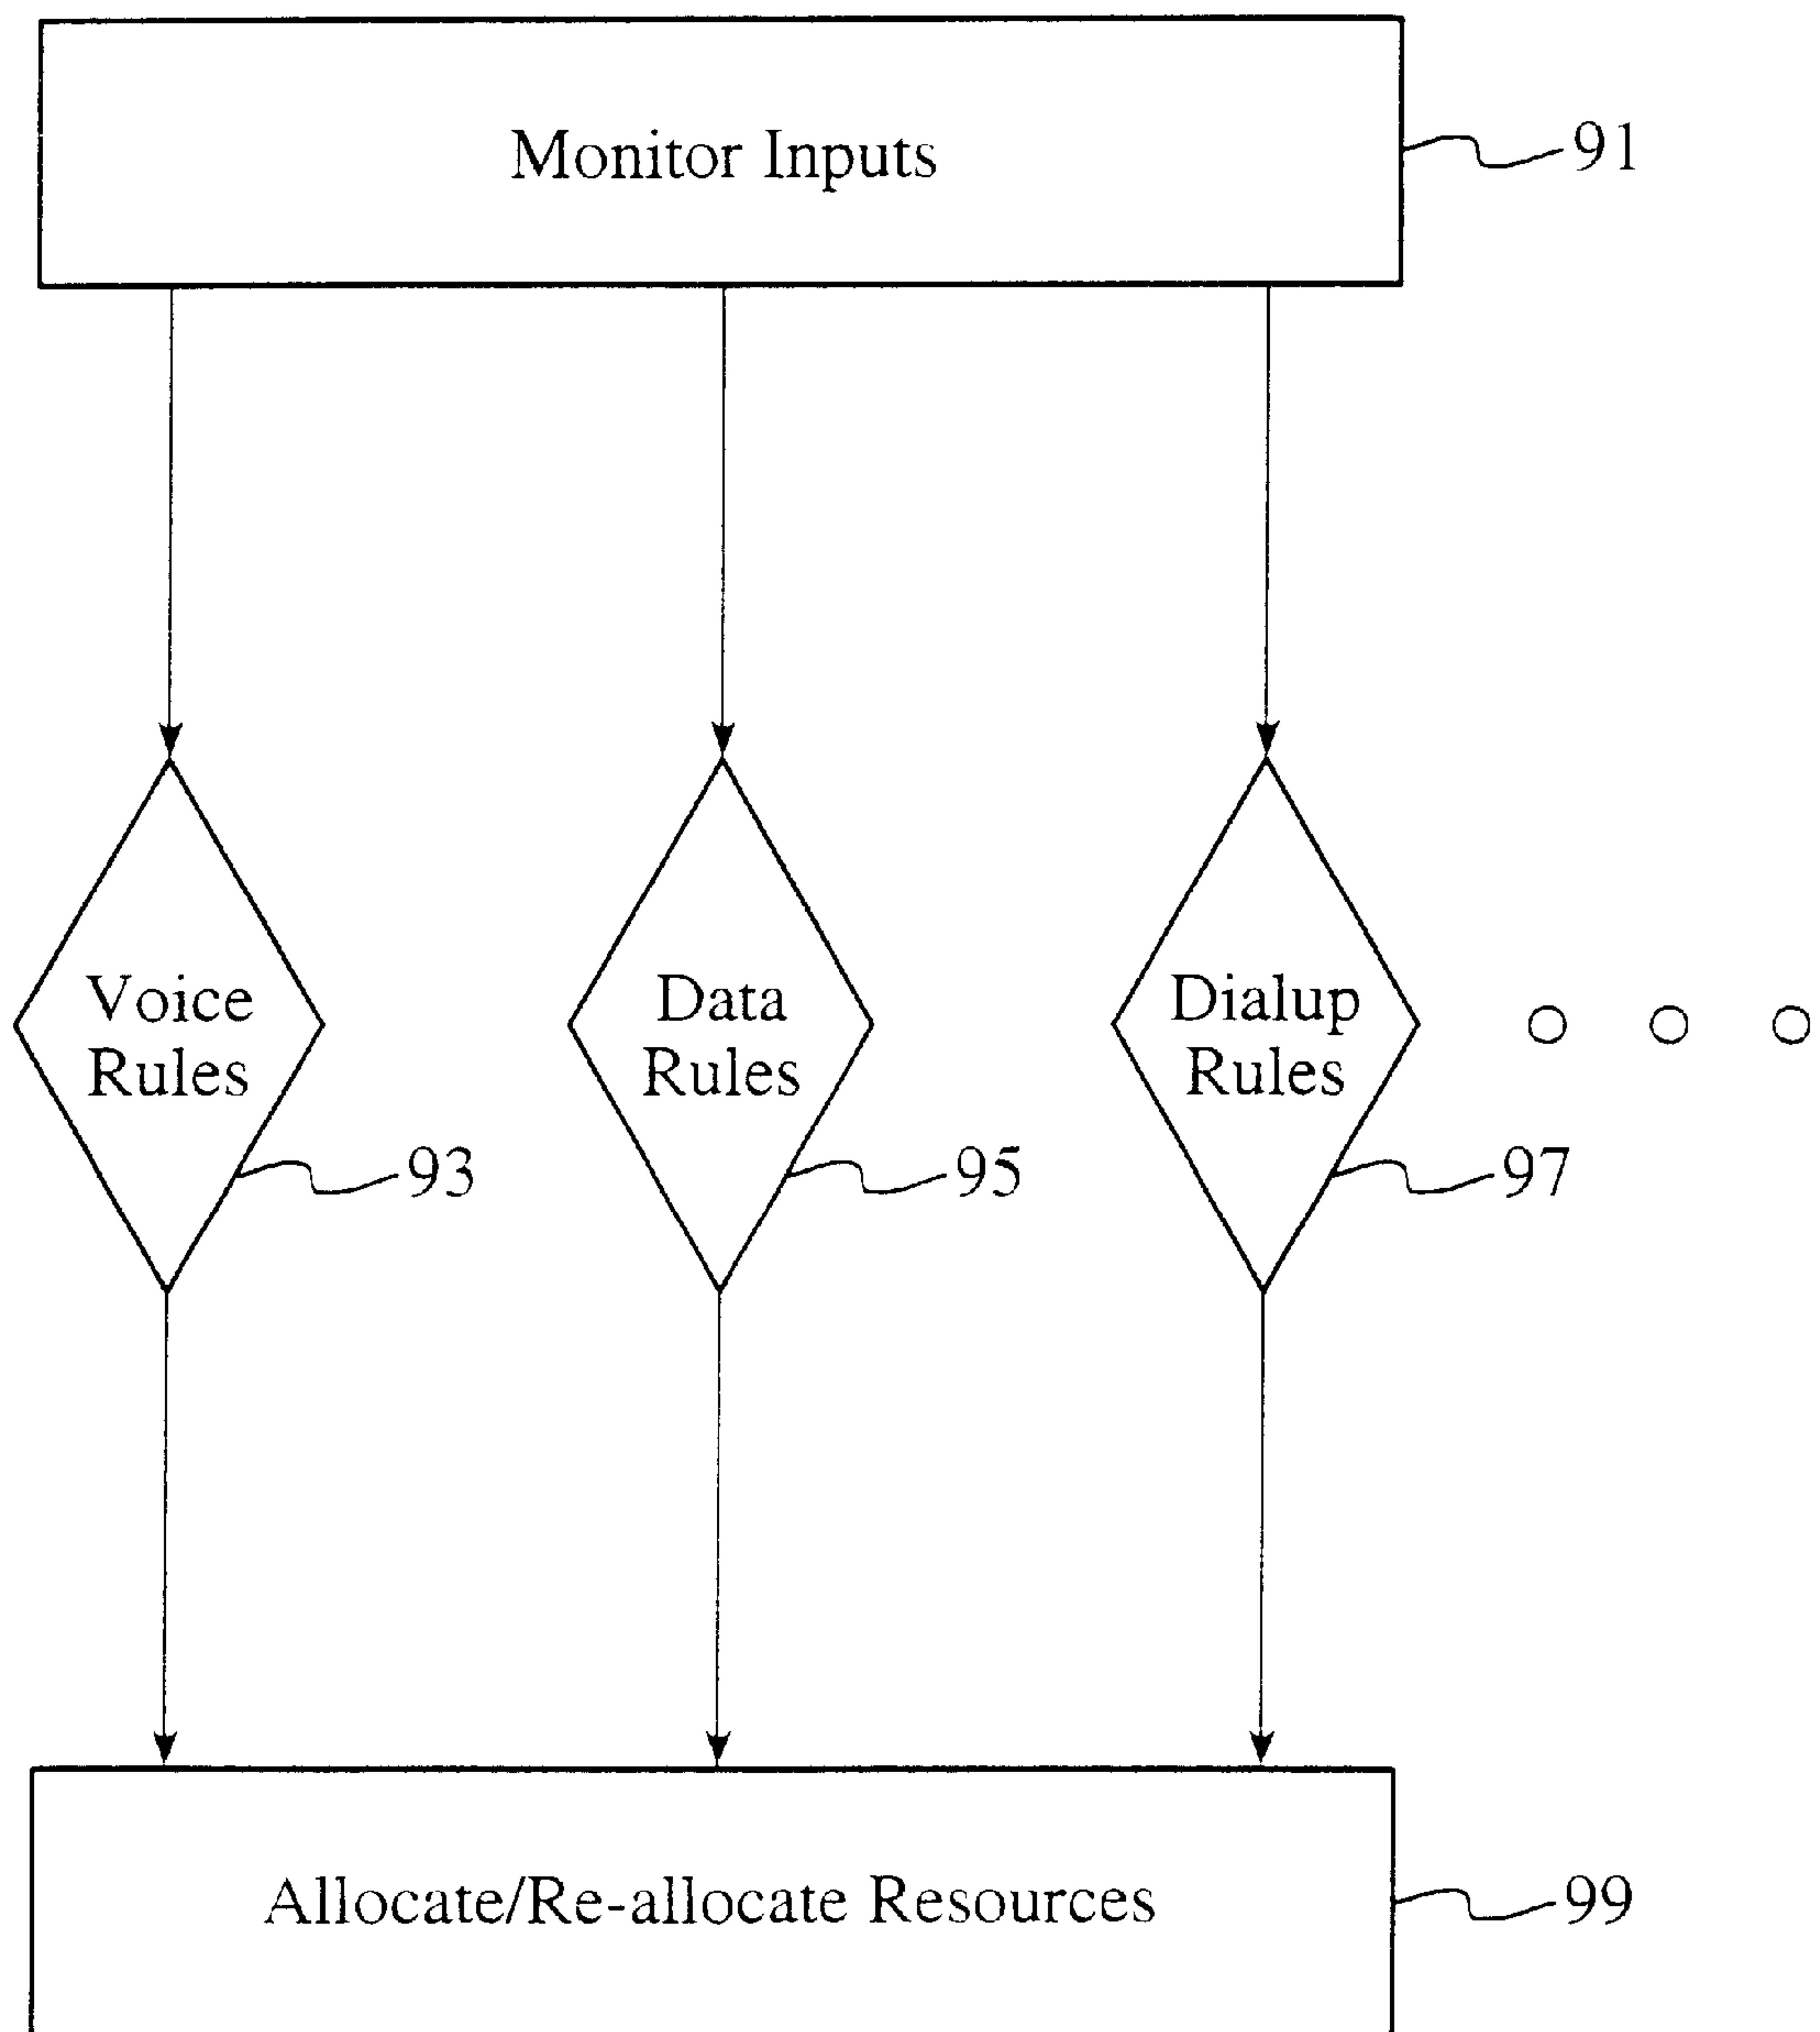 Monitor Inputs
91
Voice
Rules
Data
Rules
Dialup
Rules
93
95
97
Allocate/Re-allocate Resources
99